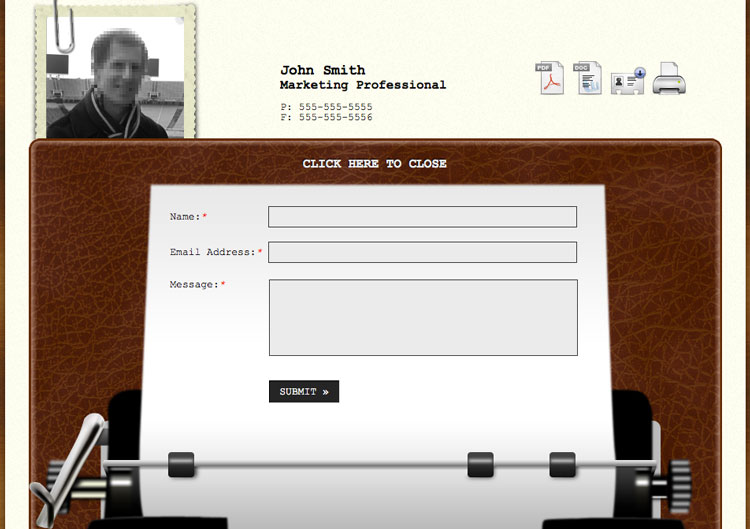 John Smith
Marketing Professional
P: 555-555-5555
F: 555-555-5556
PDF
DOC
CLICK HERE TO CLOSE
Name:*
Email Address:*
Message:*
SUBMIT »